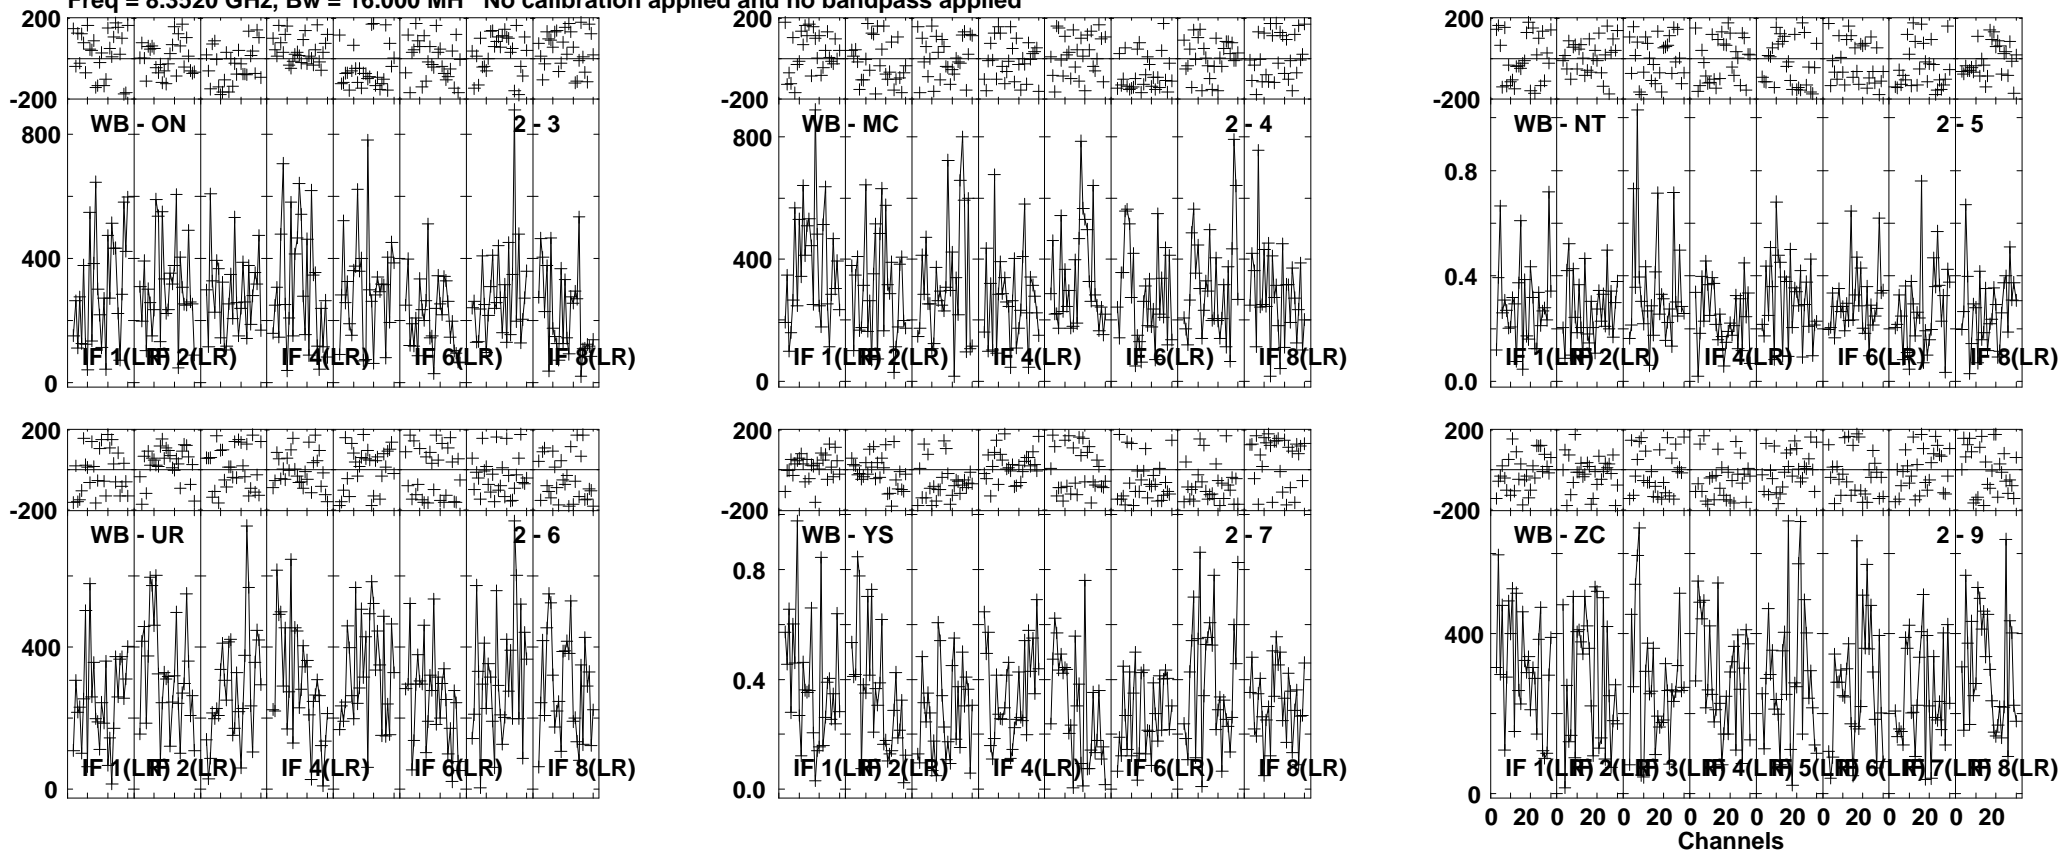 Freq = 8.3520 GHz, Bw = 16.000 MH No calibration applied and no bandpass applied
200 200 200
-200 -200 -200
WB - ON 2 - 3 WB - MC 2 - 4 WB - NT 2 - 5
800 800 0.8
400 400 0.4
IF 1(LR) IF 2(LR) IF 4(LR) IF 6(LR) IF 8(LR) IF 1(LR) IF 2(LR) IF 4(LR) IF 6(LR) IF 8(LR) IF 1(LR) IF 2(LR) IF 4(LR) IF 6(LR) IF 8(LR)
0 0 0.0
200 200 200
-200 -200 -200
WB - UR 2 - 6 WB - YS 2 - 7 WB - ZC 2 - 9
0.8
400 0.4 400
IF 1(LR) IF 2(LR) IF 4(LR) IF 6(LR) IF 8(LR) IF 1(LR) IF 2(LR) IF 4(LR) IF 6(LR) IF 8(LR) IF 1(LR) IF 2(LR) IF 3(LR) IF 4(LR) IF 5(LR) IF 6(LR) IF 7(LR) IF 8(LR)
0 0.0 0
0 20 0 20 0 20 0 20 0 20 0 20 0 20 0 20
Channels